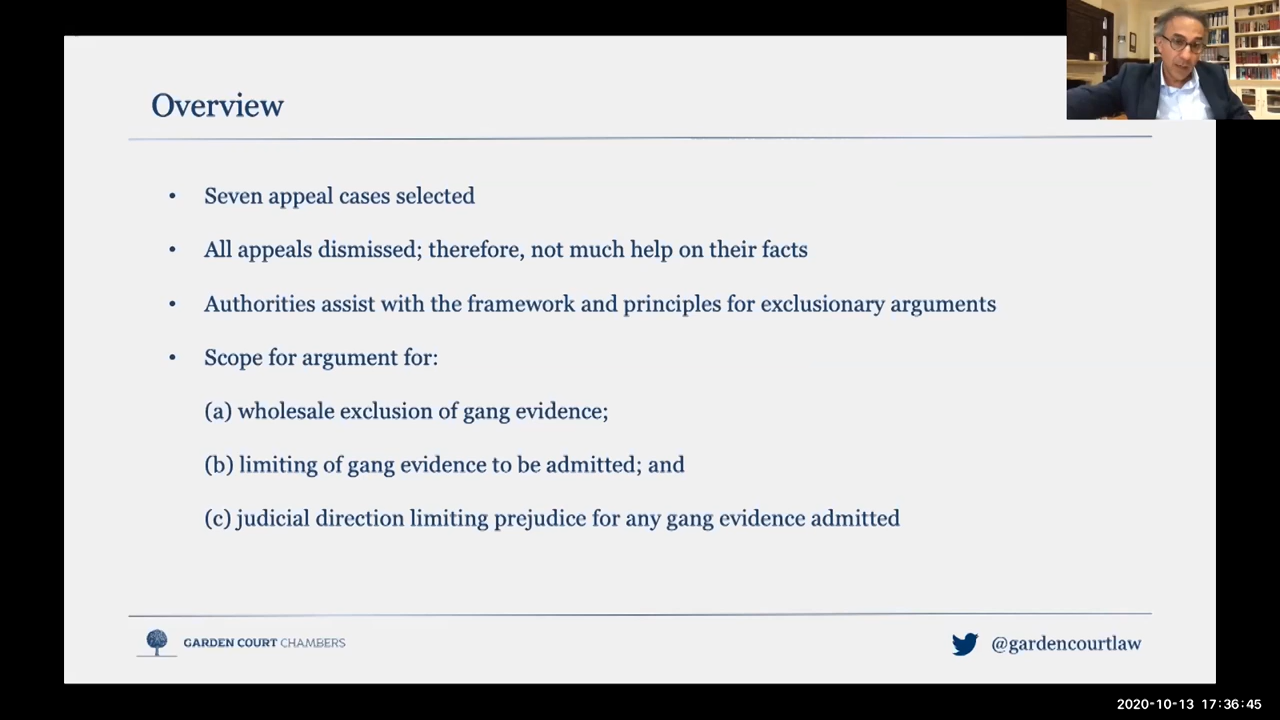 Overview
• Seven appeal cases selected
• All appeals dismissed; therefore, not much help on their facts
• Authorities assist with the framework and principles for exclusionary arguments
• Scope for argument for:
(a) wholesale exclusion of gang evidence;
(b) limiting of gang evidence to be admitted; and
(c) judicial direction limiting prejudice for any gang evidence admitted
GARDEN COURT CHAMBERS
@gardencourtlaw
2020-10-13 17:36:45